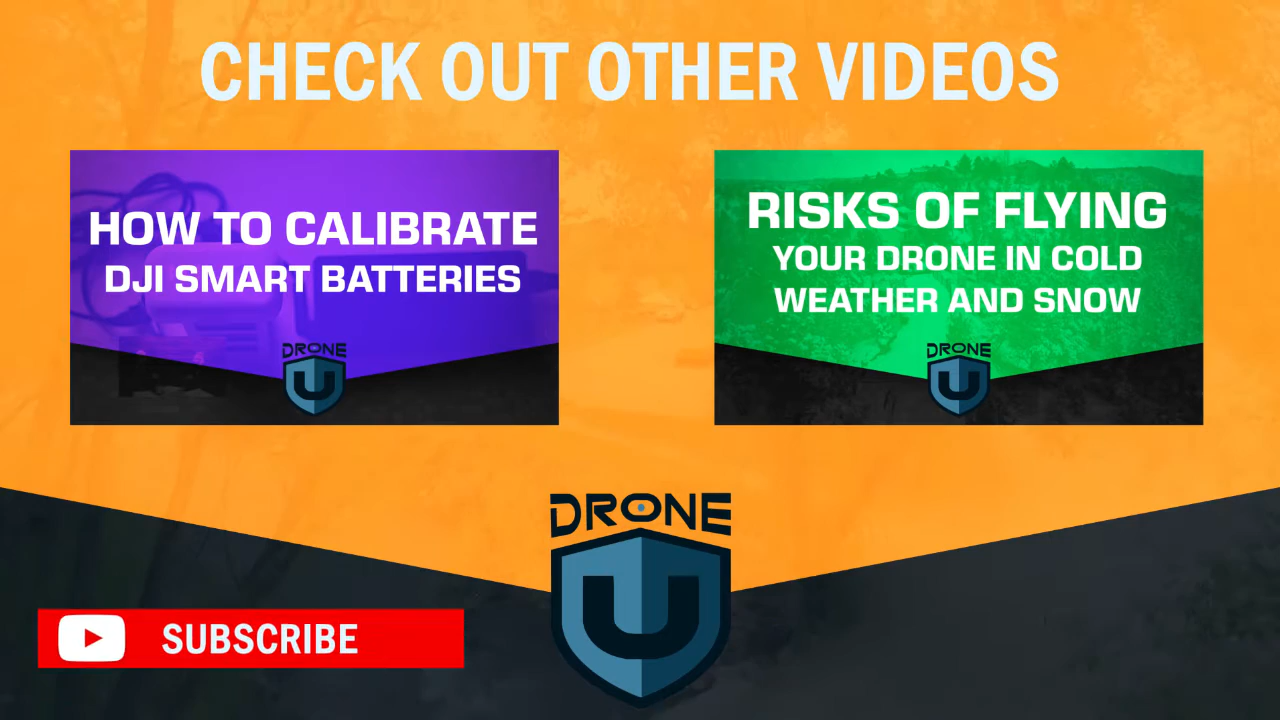 CHECK OUT OTHER VIDEOS
HOW TO CALIBRATE
DJI SMART BATTERIES
DRONE
U
RISKS OF FLYING
YOUR DRONE IN COLD
WEATHER AND SNOW
DRONE
U
DRONE
U
SUBSCRIBE